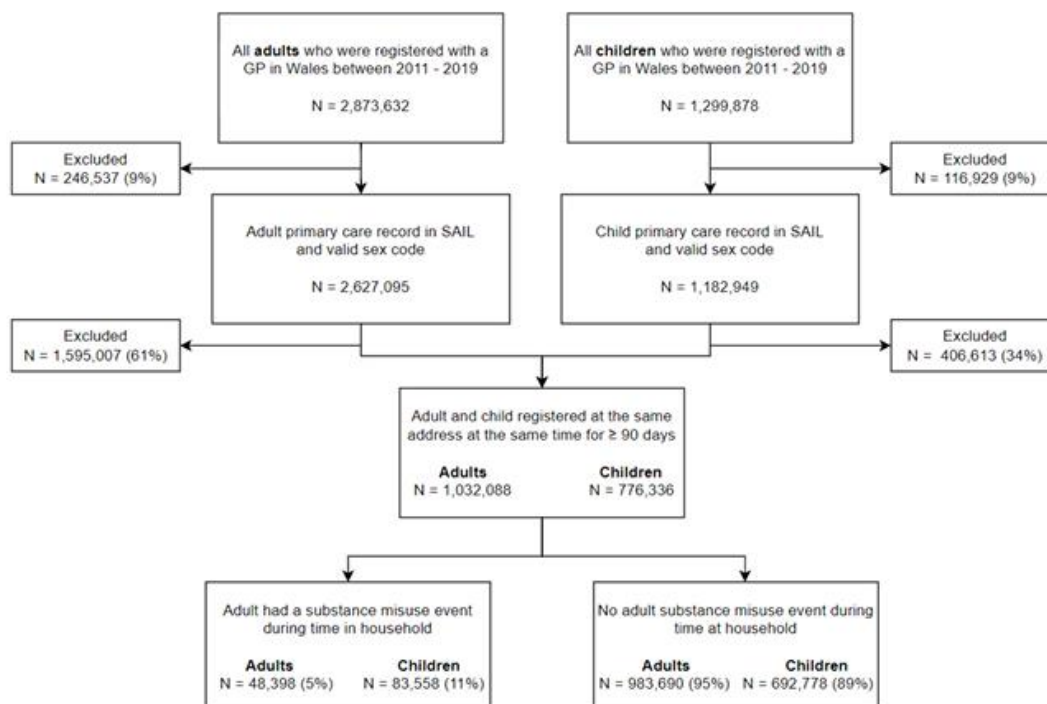 All adults who were registered with a
GP in Wales between 2011 - 2019
N = 2,873,632
All children who were registered with a
GP in Wales between 2011 - 2019
N = 1,299,878
Excluded
N = 246,537 (9%)
Excluded
N = 116,929 (9%)
Adult primary care record in SAIL
and valid sex code
N = 2,627,095
Child primary care record in SAIL
and valid sex code
N = 1,182,949
Excluded
N = 1,595,007 (61%)
Excluded
N = 406,613 (34%)
Adult and child registered at the same
address at the same time for ≥ 90 days
Adults
N = 1,032,088
Children
N = 776,336
Adult had a substance misuse event
during time in household
Adults
N = 48,398 (5%)
Children
N = 83,558 (11%)
No adult substance misuse event during
time at household
Adults
N = 983,690 (95%)
Children
N = 692,778 (89%)